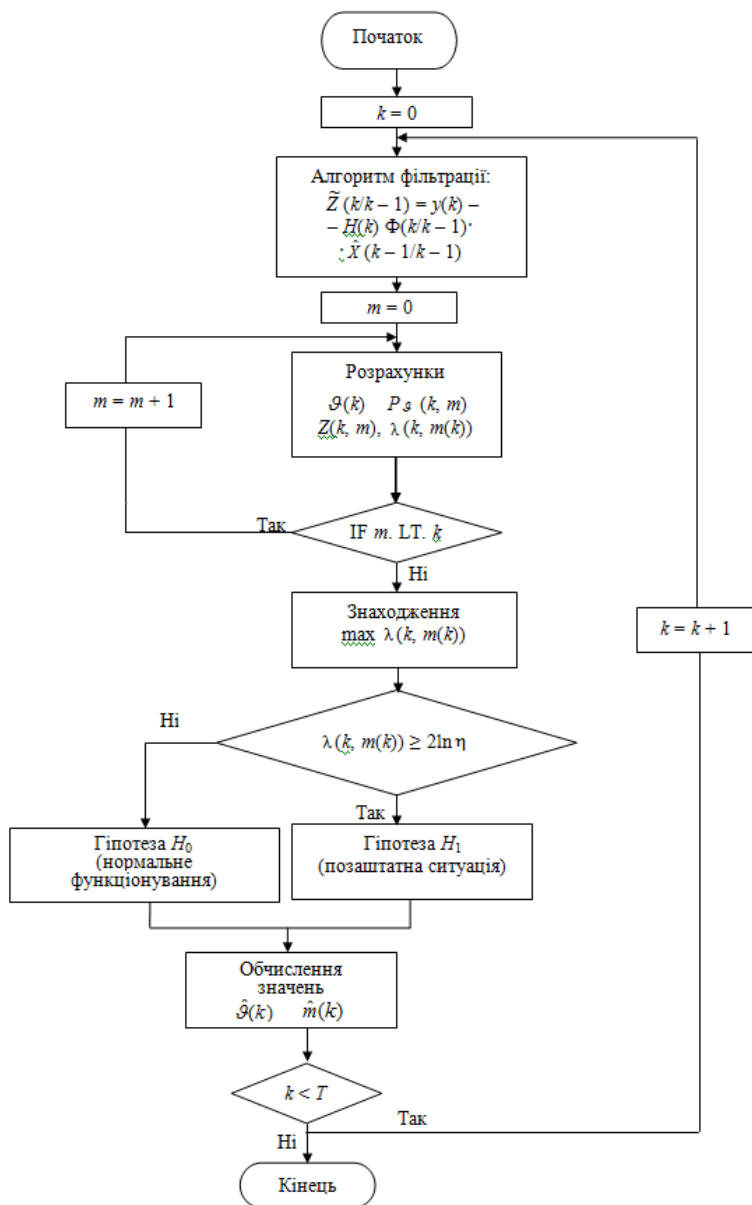 Початок
k = 0
Алгоритм фільтрації:
Z̃ (k/k – 1) = y(k) –
– H(k) Φ(k/k – 1)·
· X̂ (k – 1/k – 1)
m = 0
m = m + 1
Розрахунки
ϑ(k) P ϑ (k, m)
Z(k, m), λ (k, m(k))
Так
IF m. LT. k
Ні
Знаходження
max λ (k, m(k))
k = k + 1
Ні
λ (k, m(k)) ≥ 2ln η
Так
Гіпотеза H₀
(нормальне
функціонування)
Гіпотеза H₁
(позаштатна ситуація)
Обчислення
значень
ϑ̂(k) m̂(k)
k < T
Так
Ні
Кінець